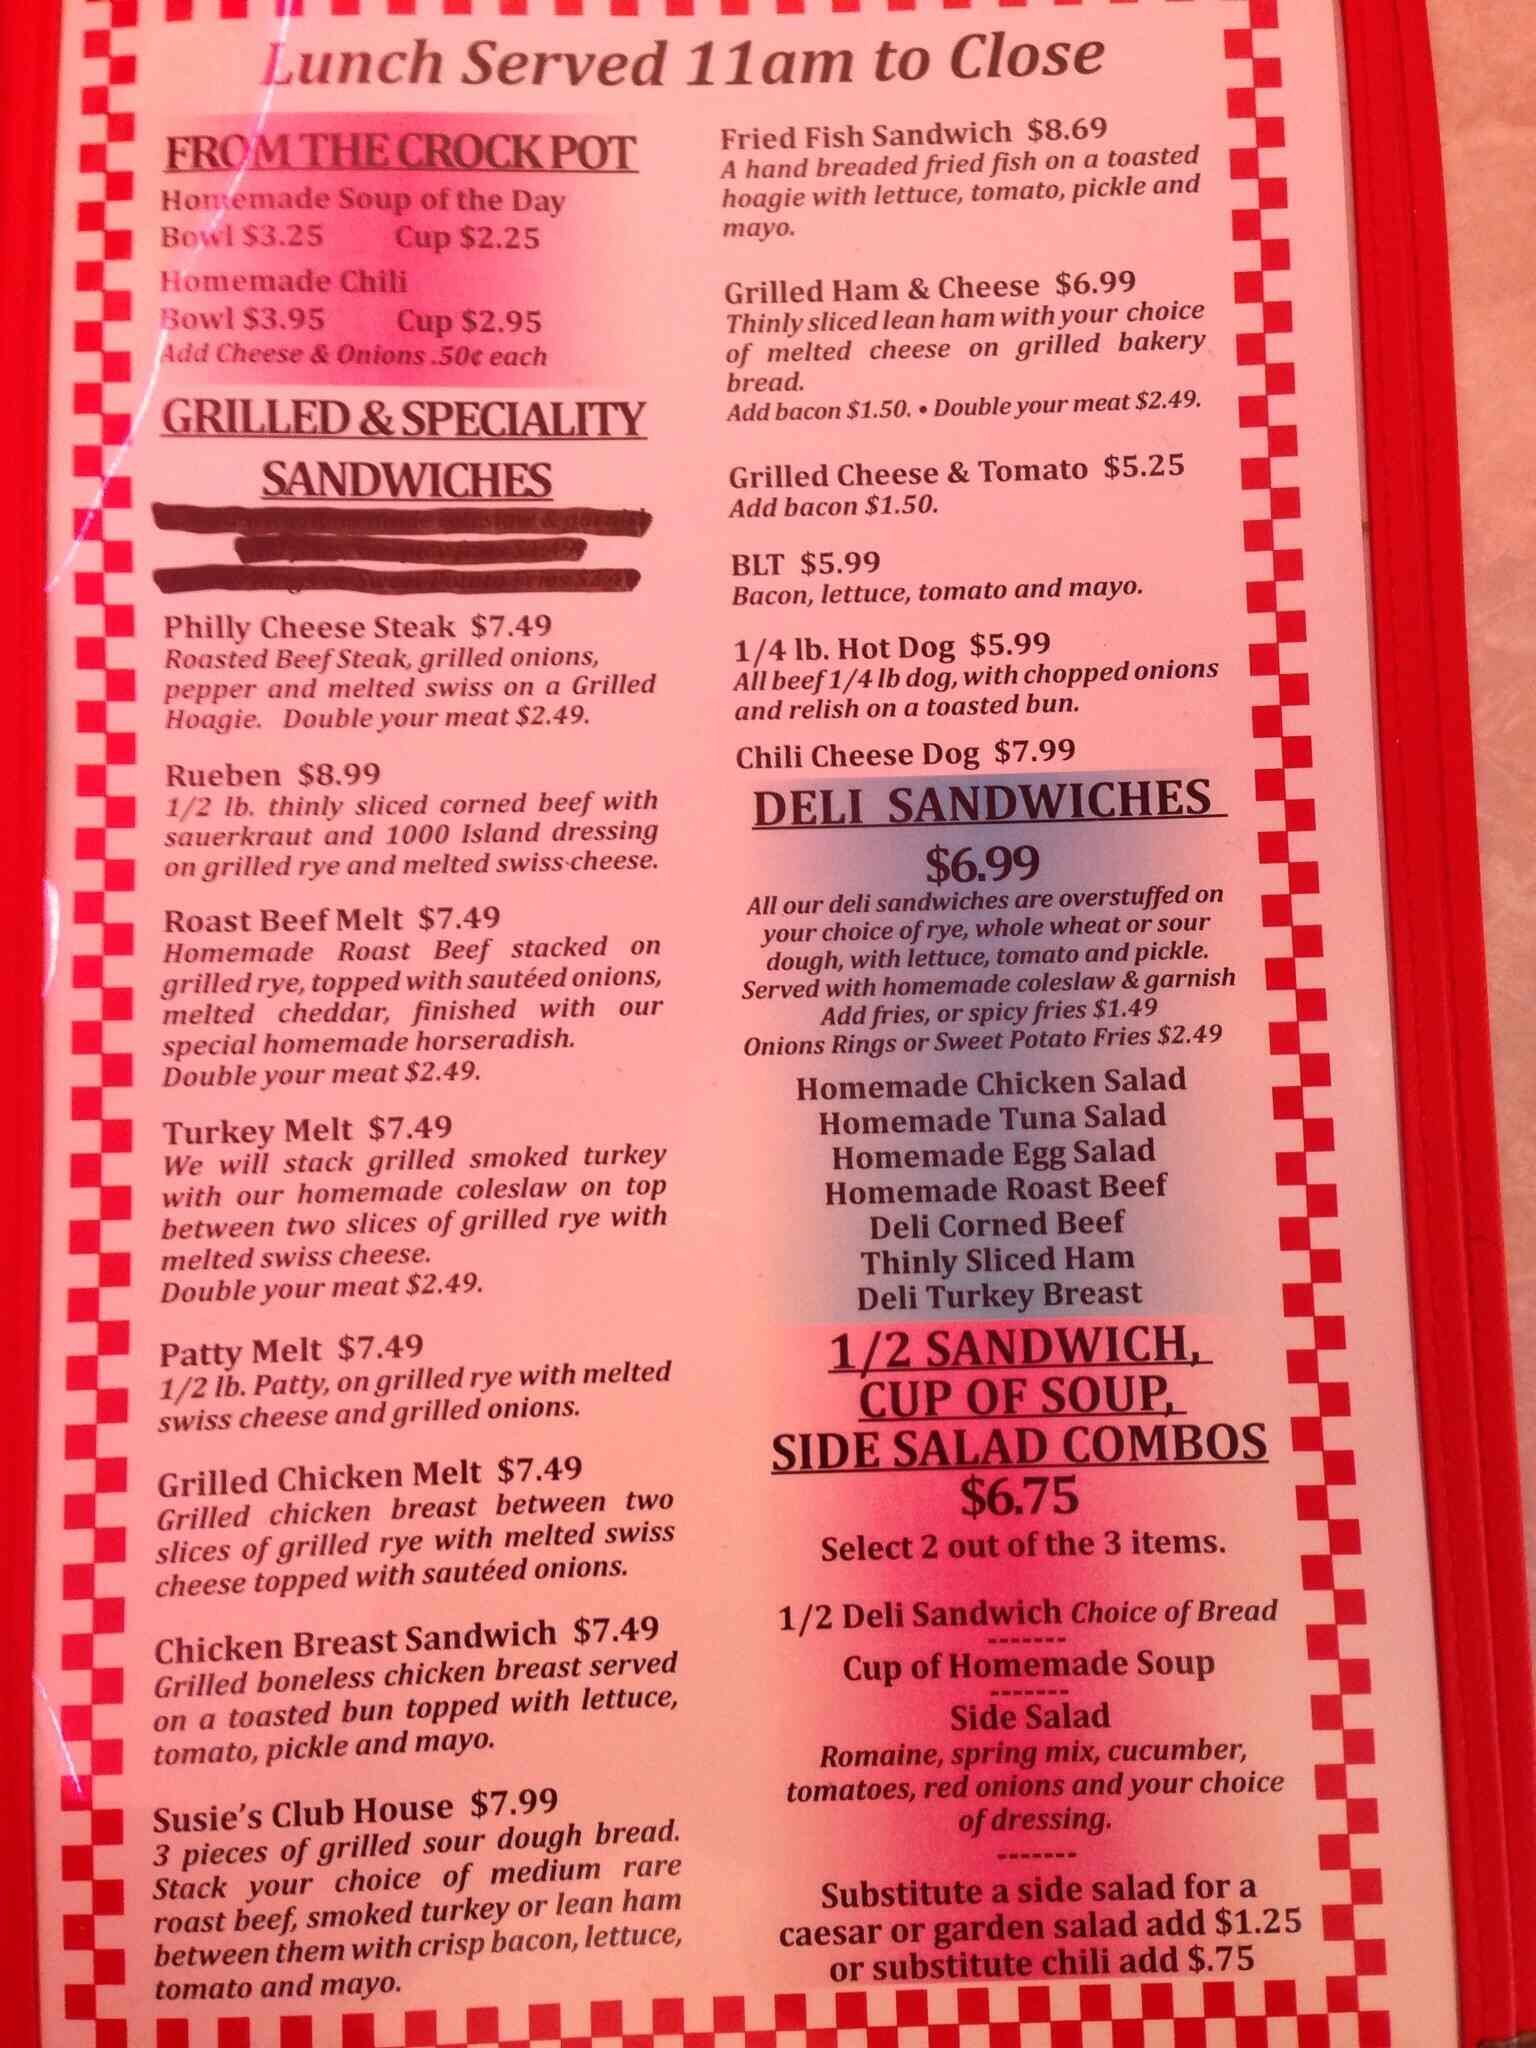 Lunch Served 11am to Close
FROM THE CROCK POT
Homemade Soup of the Day
Bowl $3.25 Cup $2.25
Homemade Chili
Bowl $3.95 Cup $2.95
Add Cheese & Onions .50¢ each
GRILLED & SPECIALITY
SANDWICHES
Philly Cheese Steak $7.49
Roasted Beef Steak, grilled onions,
pepper and melted swiss on a Grilled
Hoagie. Double your meat $2.49.
Rueben $8.99
1/2 lb. thinly sliced corned beef with
sauerkraut and 1000 Island dressing
on grilled rye and melted swiss cheese.
Roast Beef Melt $7.49
Homemade Roast Beef stacked on
grilled rye, topped with sautéed onions,
melted cheddar, finished with our
special homemade horseradish.
Double your meat $2.49.
Turkey Melt $7.49
We will stack grilled smoked turkey
with our homemade coleslaw on top
between two slices of grilled rye with
melted swiss cheese.
Double your meat $2.49.
Patty Melt $7.49
1/2 lb. Patty, on grilled rye with melted
swiss cheese and grilled onions.
Grilled Chicken Melt $7.49
Grilled chicken breast between two
slices of grilled rye with melted swiss
cheese topped with sautéed onions.
Chicken Breast Sandwich $7.49
Grilled boneless chicken breast served
on a toasted bun topped with lettuce,
tomato, pickle and mayo.
Susie's Club House $7.99
3 pieces of grilled sour dough bread.
Stack your choice of medium rare
roast beef, smoked turkey or lean ham
between them with crisp bacon, lettuce,
tomato and mayo.
Fried Fish Sandwich $8.69
A hand breaded fried fish on a toasted
hoagie with lettuce, tomato, pickle and
mayo.
Grilled Ham & Cheese $6.99
Thinly sliced lean ham with your choice
of melted cheese on grilled bakery
bread.
Add bacon $1.50. • Double your meat $2.49.
Grilled Cheese & Tomato $5.25
Add bacon $1.50.
BLT $5.99
Bacon, lettuce, tomato and mayo.
1/4 lb. Hot Dog $5.99
All beef 1/4 lb dog, with chopped onions
and relish on a toasted bun.
Chili Cheese Dog $7.99
DELI SANDWICHES
$6.99
All our deli sandwiches are overstuffed on
your choice of rye, whole wheat or sour
dough, with lettuce, tomato and pickle.
Served with homemade coleslaw & garnish
Add fries, or spicy fries $1.49
Onions Rings or Sweet Potato Fries $2.49
Homemade Chicken Salad
Homemade Tuna Salad
Homemade Egg Salad
Homemade Roast Beef
Deli Corned Beef
Thinly Sliced Ham
Deli Turkey Breast
1/2 SANDWICH,
CUP OF SOUP,
SIDE SALAD COMBOS
$6.75
Select 2 out of the 3 items.
1/2 Deli Sandwich Choice of Bread
-------
Cup of Homemade Soup
-------
Side Salad
Romaine, spring mix, cucumber,
tomatoes, red onions and your choice
of dressing.
-------
Substitute a side salad for a
caesar or garden salad add $1.25
or substitute chili add $.75